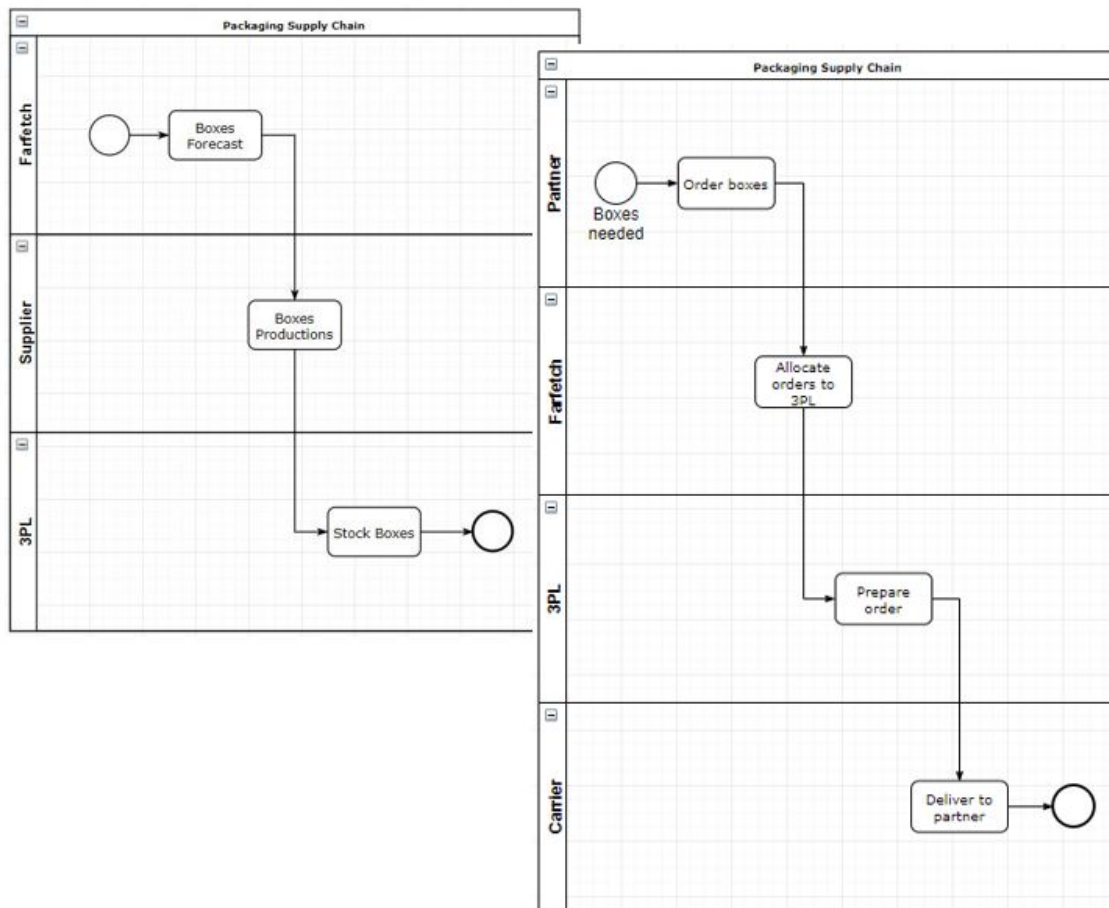 Packaging Supply Chain
Farfetch
Boxes
Forecast
Supplier
Boxes
Productions
3PL
Stock Boxes
Packaging Supply Chain
Partner
Boxes
needed
Order boxes
Farfetch
Allocate
orders to
3PL
3PL
Prepare
order
Carrier
Deliver to
partner